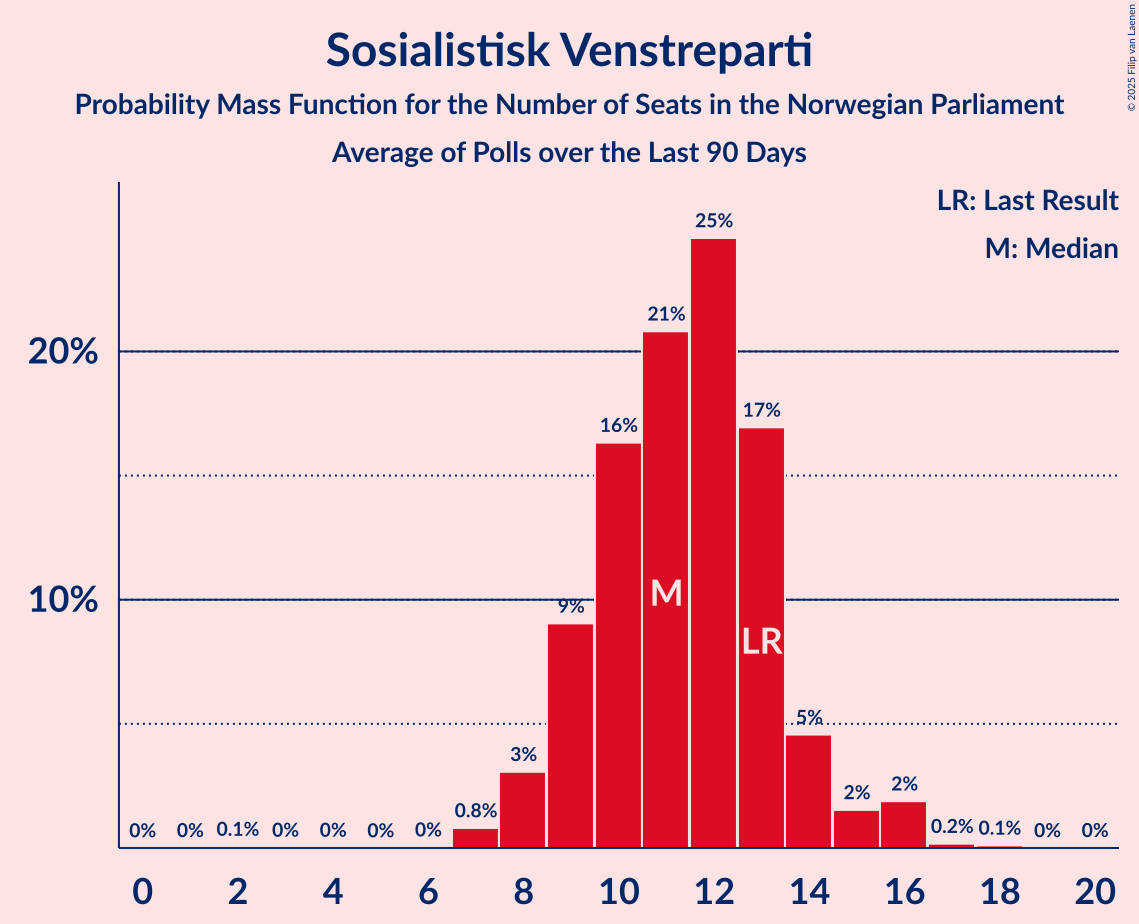 Sosialistisk Venstreparti
Probability Mass Function for the Number of Seats in the Norwegian Parliament
Average of Polls over the Last 90 Days
© 2025 Filip van Laenen
LR: Last Result
M: Median
20%
10%
0%
0%
0.1%
0%
0%
0%
0%
0.8%
3%
9%
16%
21%
25%
17%
5%
2%
2%
0.2%
0.1%
0%
0%
M
LR
0 2 4 6 8 10 12 14 16 18 20